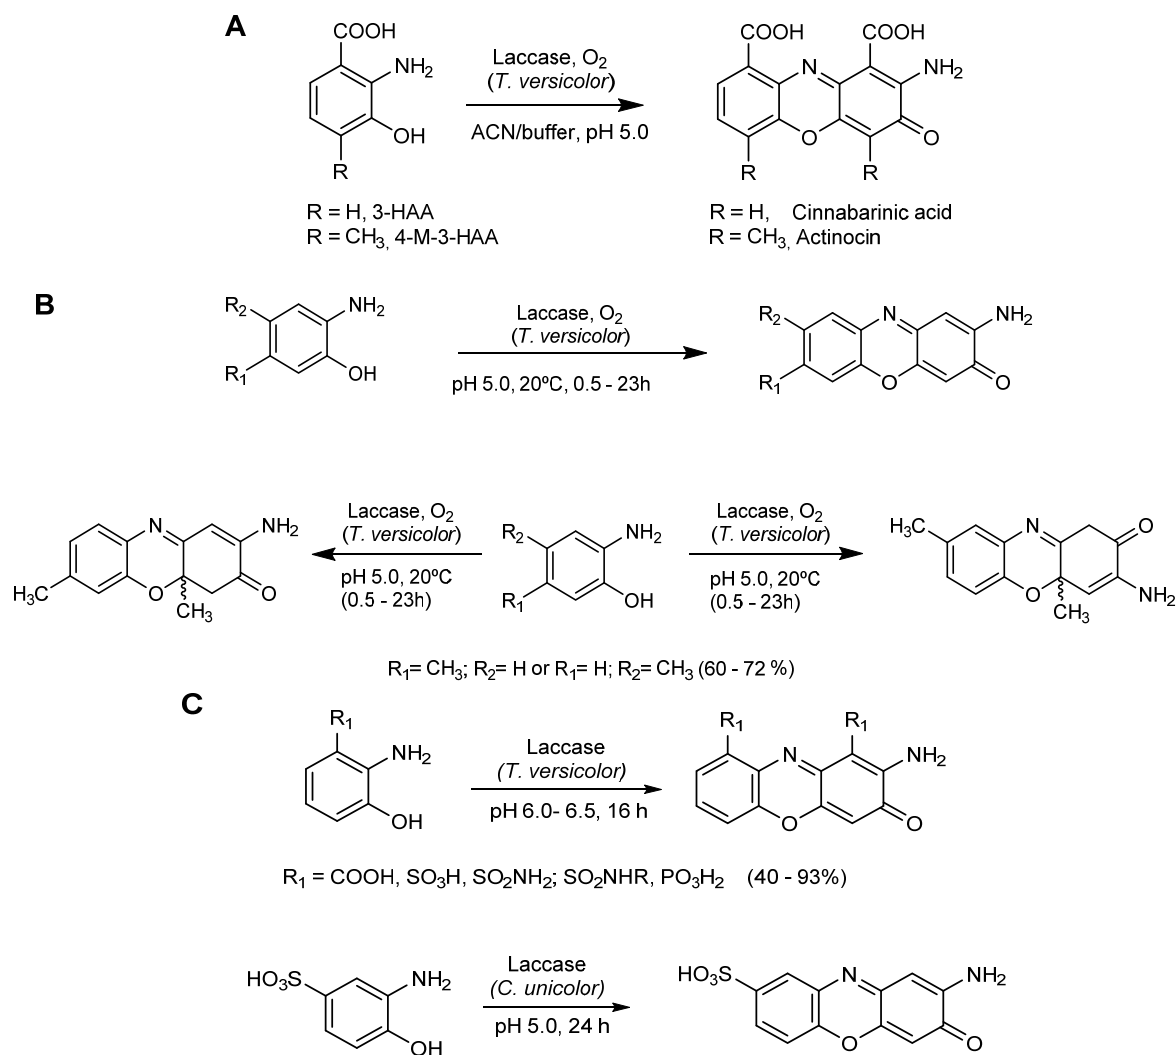 A
COOH
NH2
OH
R
Laccase, O2
(T. versicolor)
ACN/buffer, pH 5.0
COOH
COOH
N
NH2
O
O
R
R
R = H, 3-HAA
R = CH3, 4-M-3-HAA
R = H, Cinnabarinic acid
R = CH3, Actinocin
B
R2
NH2
R1
OH
Laccase, O2
(T. versicolor)
pH 5.0, 20ºC, 0.5 - 23h
R2
N
NH2
R1
O
O
N
NH2
H3C
O
CH3
O
Laccase, O2
(T. versicolor)
pH 5.0, 20ºC
(0.5 - 23h)
R2
NH2
R1
OH
Laccase, O2
(T. versicolor)
pH 5.0, 20ºC
(0.5 - 23h)
H3C
N
O
O
CH3
NH2
R1= CH3; R2= H or R1= H; R2= CH3 (60 - 72 %)
C
R1
NH2
OH
Laccase
(T. versicolor)
pH 6.0- 6.5, 16 h
R1
R1
N
NH2
O
O
R1 = COOH, SO3H, SO2NH2; SO2NHR, PO3H2 (40 - 93%)
HO3S
NH2
OH
Laccase
(C. unicolor)
pH 5.0, 24 h
HO3S
N
NH2
O
O